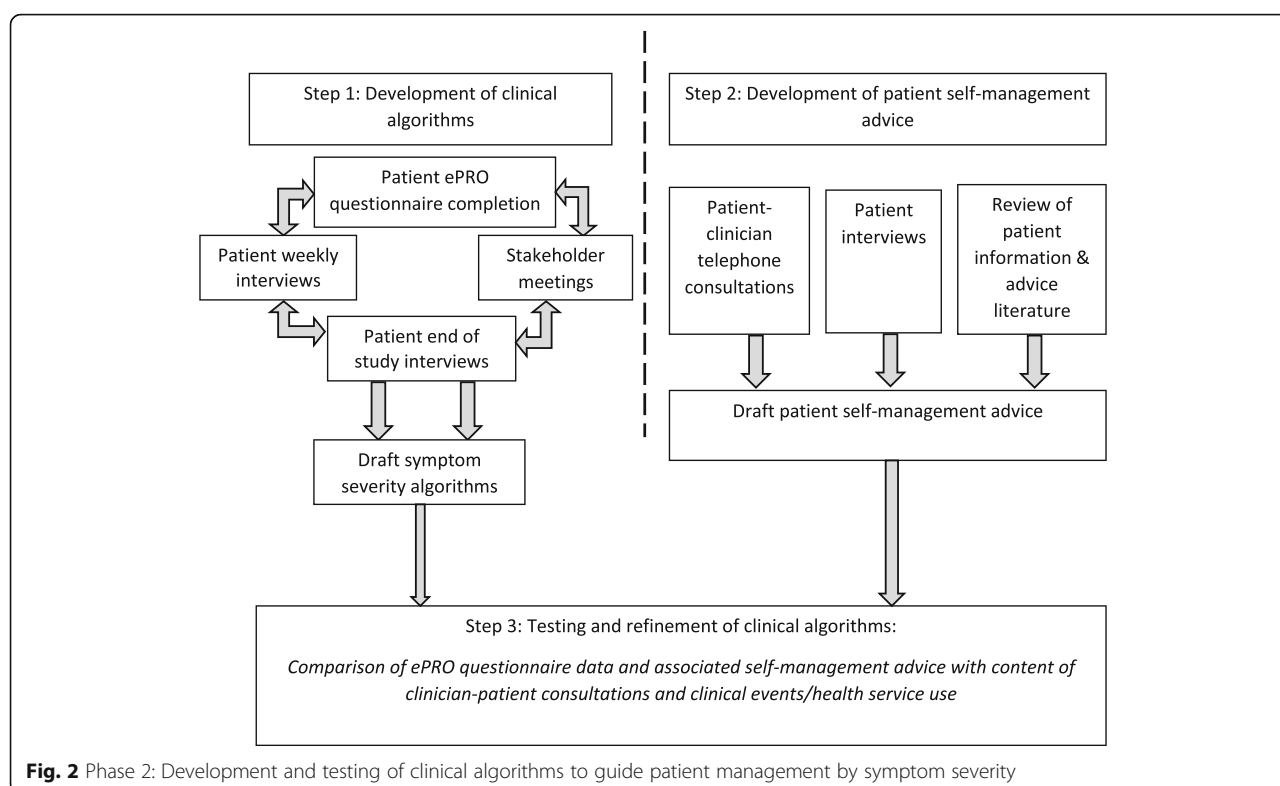 Step 1: Development of clinical
algorithms
Step 2: Development of patient self-management
advice
Patient ePRO
questionnaire completion
Patient weekly
interviews
Stakeholder
meetings
Patient end of
study interviews
Draft symptom
severity algorithms
Patient-
clinician
telephone
consultations
Patient
interviews
Review of
patient
information &
advice
literature
Draft patient self-management advice
Step 3: Testing and refinement of clinical algorithms:
Comparison of ePRO questionnaire data and associated self-management advice with content of
clinician-patient consultations and clinical events/health service use
Fig. 2 Phase 2: Development and testing of clinical algorithms to guide patient management by symptom severity